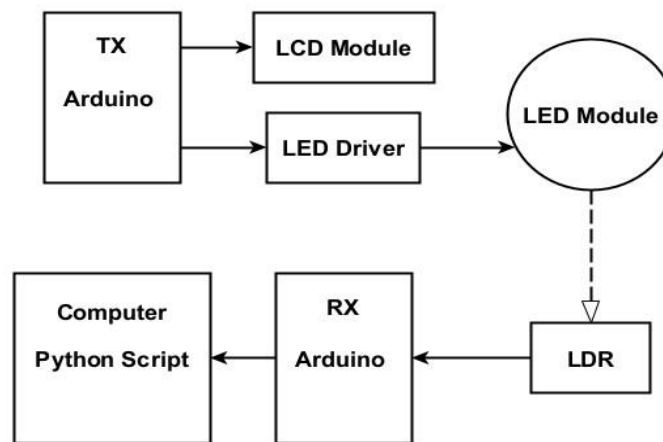 TX
Arduino
LCD Module
LED Driver
LED Module
Computer
Python Script
RX
Arduino
LDR